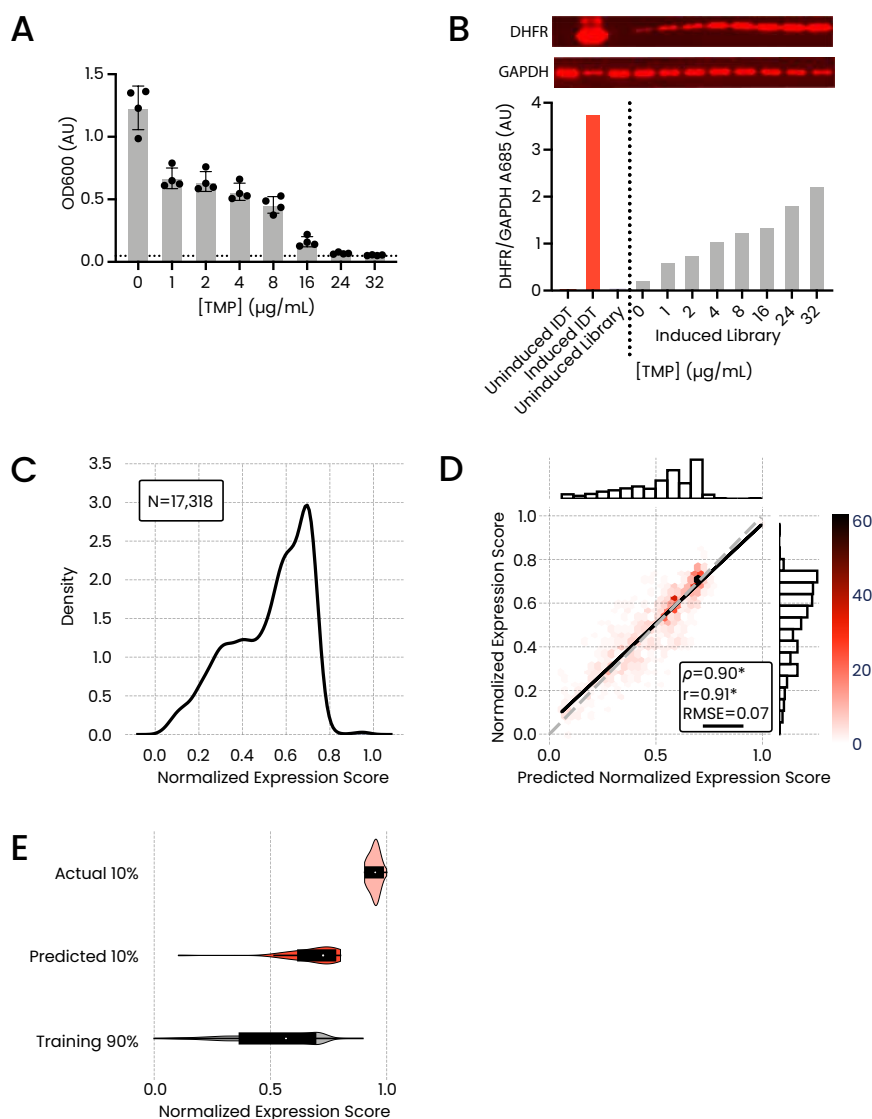 A
1.5
1.0
0.5
0.0
OD600 (AU)
0 1 2 4 8 16 24 32
[TMP] (μg/mL)
B
DHFR
GAPDH
4
3
2
1
0
DHFR/GAPDH A685 (AU)
Uninduced IDT
Induced IDT
Uninduced Library
0 1 2 4 8 16 24 32
Induced Library
[TMP] (μg/mL)
C
3.5
3.0
2.5
2.0
1.5
1.0
0.5
0.0
Density
N=17,318
0.0 0.2 0.4 0.6 0.8 1.0
Normalized Expression Score
D
1.0
0.8
0.6
0.4
0.2
0.0
Normalized Expression Score
ρ=0.90*
r=0.91*
RMSE=0.07
0.0 0.5 1.0
Predicted Normalized Expression Score
60
40
20
0
E
Actual 10%
Predicted 10%
Training 90%
0.0 0.5 1.0
Normalized Expression Score